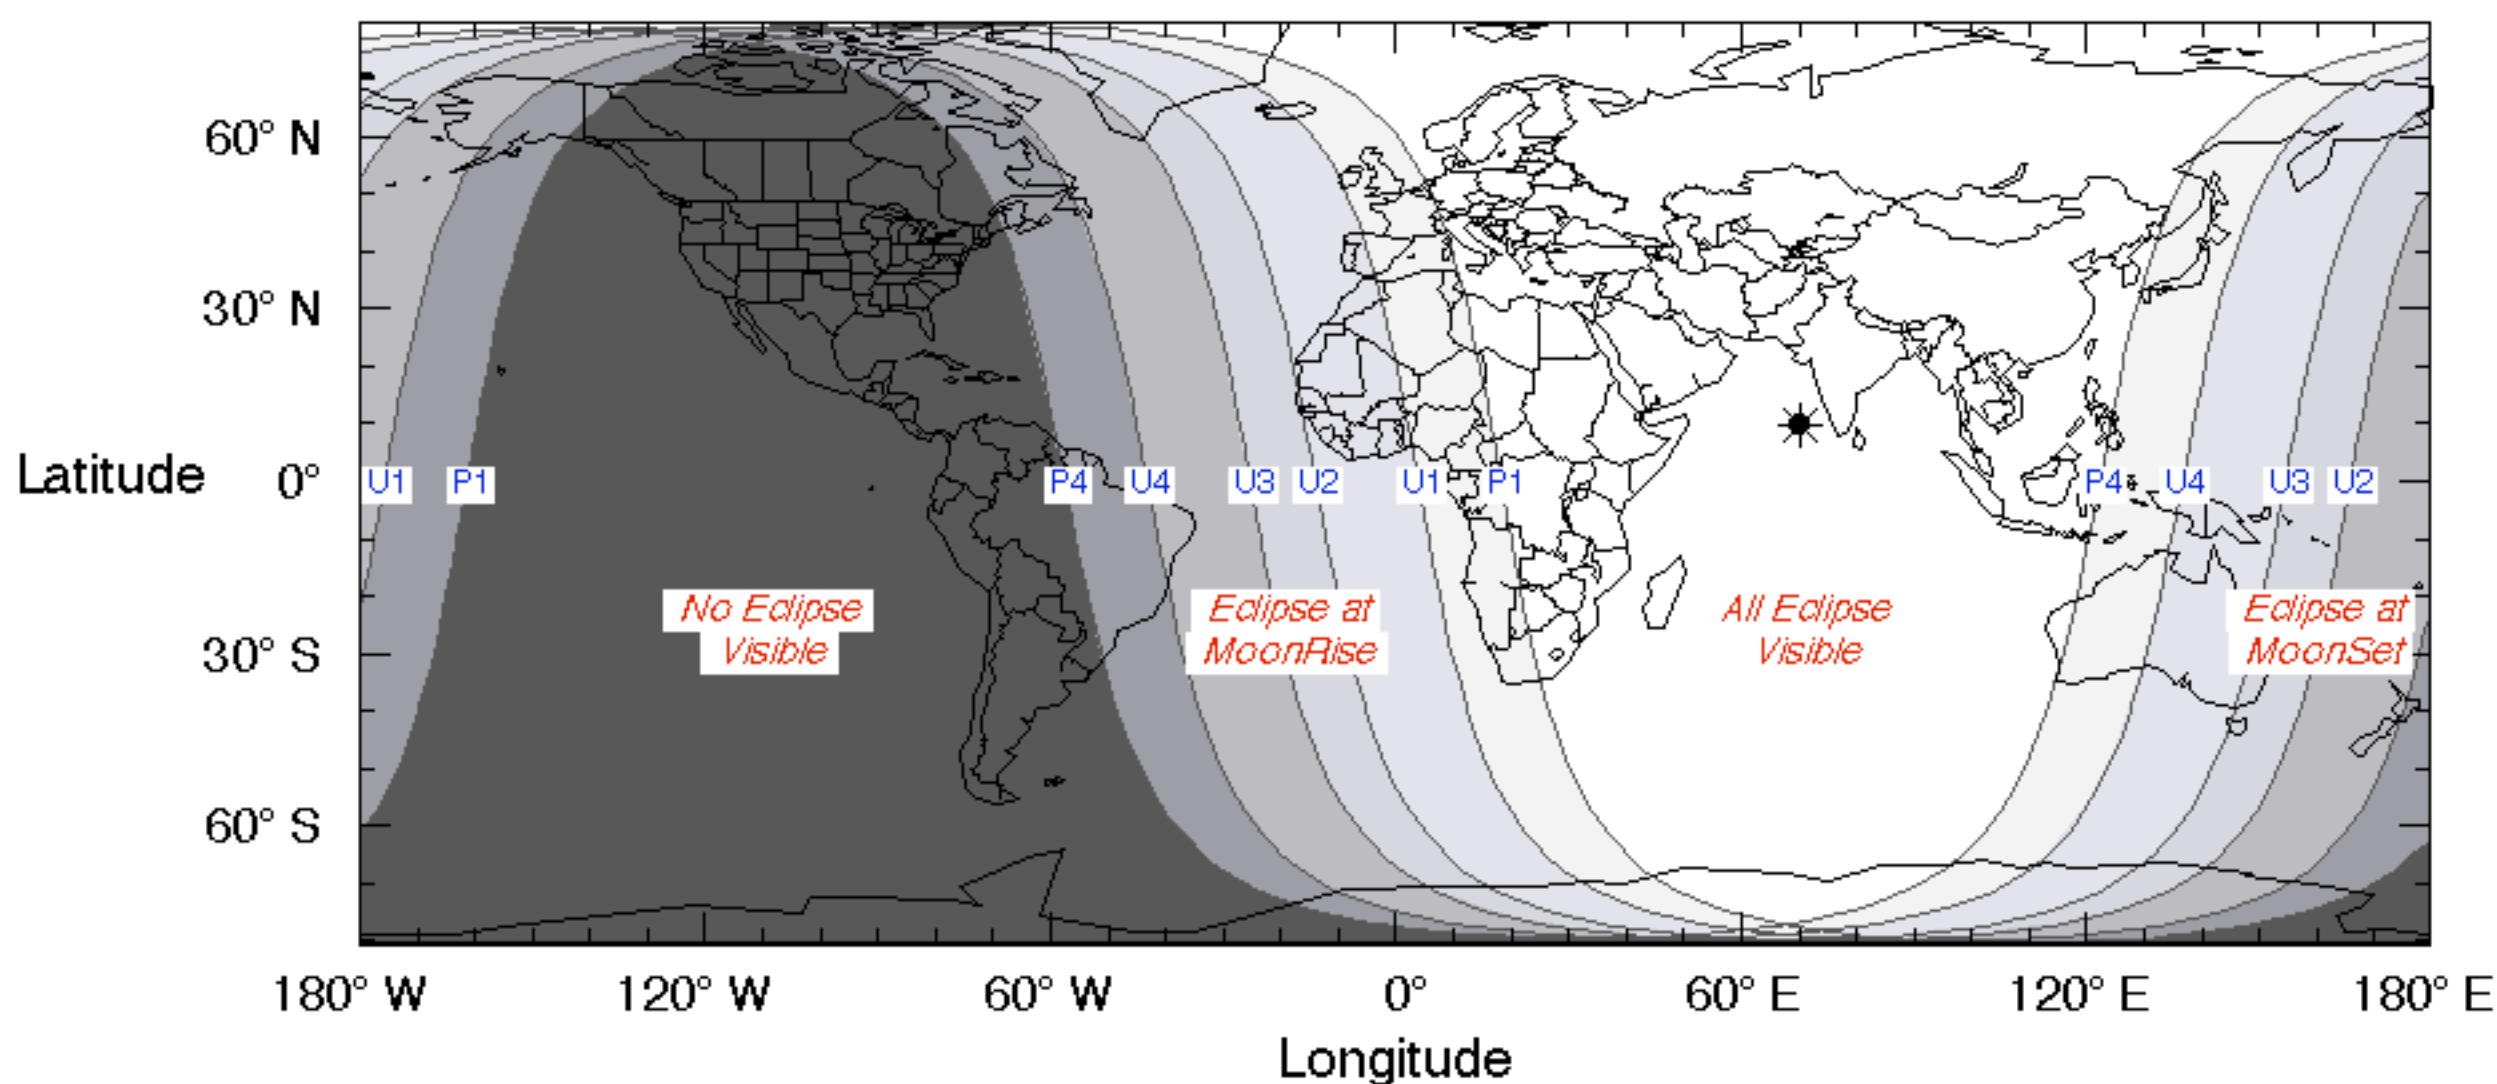 60° N
30° N
Latitude 0°
U1 P1 P4 U4 U3 U2 U1 P1 P4 U4 U3 U2
No Eclipse
Visible
Eclipse at
MoonRise
All Eclipse
Visible
Eclipse at
MoonSet
30° S
60° S
180° W 120° W 60° W 0° 60° E 120° E 180° E
Longitude